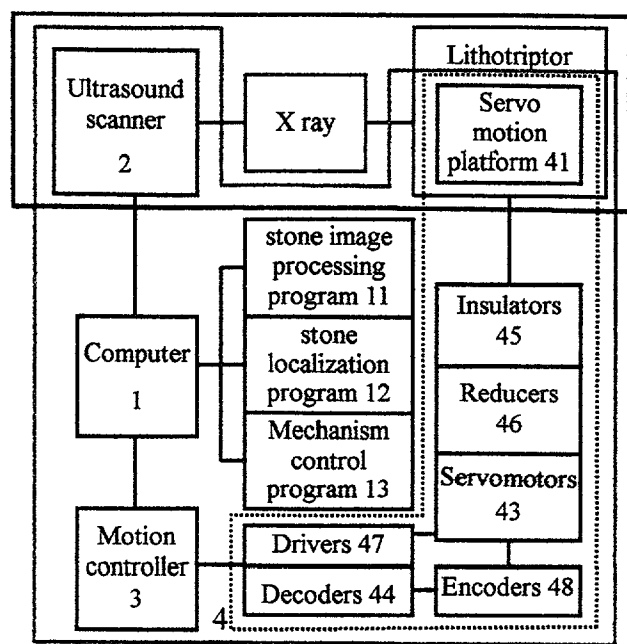 Lithotriptor
Ultrasound
scanner
2
X ray
Servo
motion
platform 41
stone image
processing
program 11
stone
localization
program 12
Mechanism
control
program 13
Computer
1
Insulators
45
Reducers
46
Servomotors
43
Motion
controller
3
Drivers 47
Decoders 44
Encoders 48
4